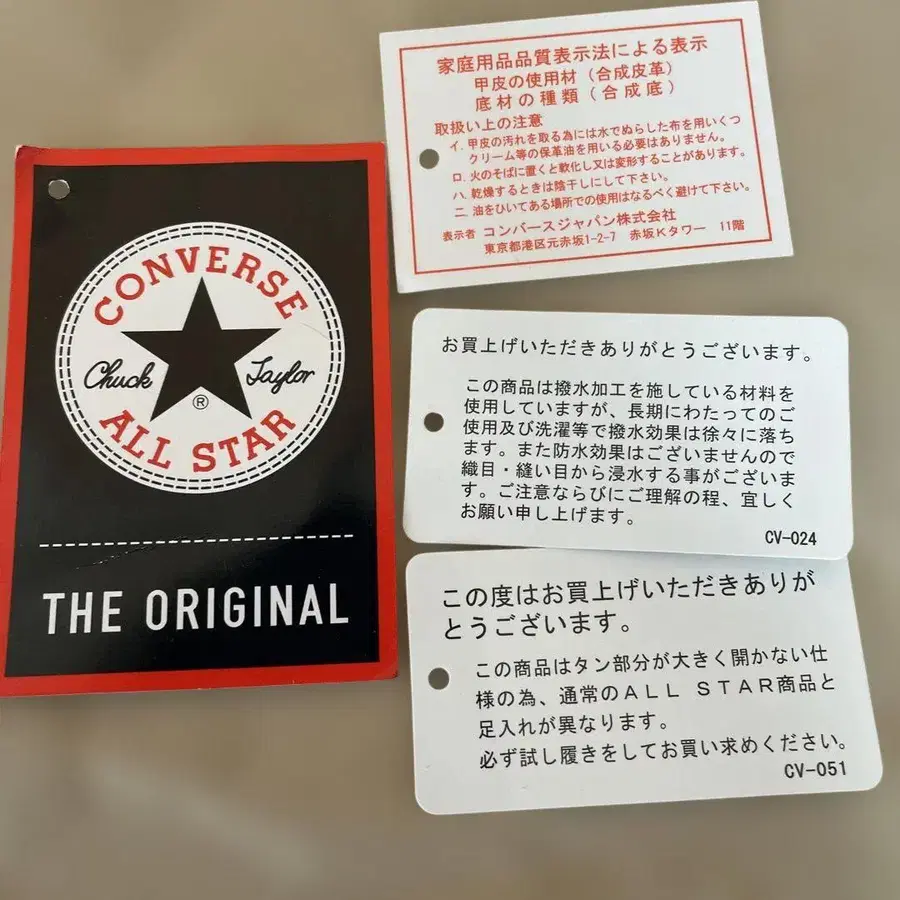 CONVERSE
Chuck Taylor
®
ALL STAR
THE ORIGINAL
家庭用品品質表示法による表示
甲皮の使用材（合成皮革）
底材の種類（合成底）
取扱い上の注意
イ．甲皮の汚れを取る為には水でぬらした布を用いくつ
クリーム等の保革油を用いる必要はありません。
ロ．火のそばに置くと軟化し又は変形することがあります。
ハ．乾燥するときは陰干しにして下さい。
ニ．油をひいてある場所での使用はなるべく避けて下さい。
表示者 コンバースジャパン株式会社
東京都港区元赤坂1-2-7 赤坂Kタワー 11階
お買上げいただきありがとうございます。
この商品は撥水加工を施している材料を
使用していますが、長期にわたってのご
使用及び洗濯等で撥水効果は徐々に落ち
ます。また防水効果はございませんので
織目・縫い目から浸水する事がございま
す。ご注意ならびにご理解の程、宜しく
お願い申し上げます。
CV-024
この度はお買上げいただきありが
とうございます。
この商品はタン部分が大きく開かない仕
様の為、通常のＡＬＬ ＳＴＡＲ商品と
足入れが異なります。
必ず試し履きをしてお買い求めください。
CV-051